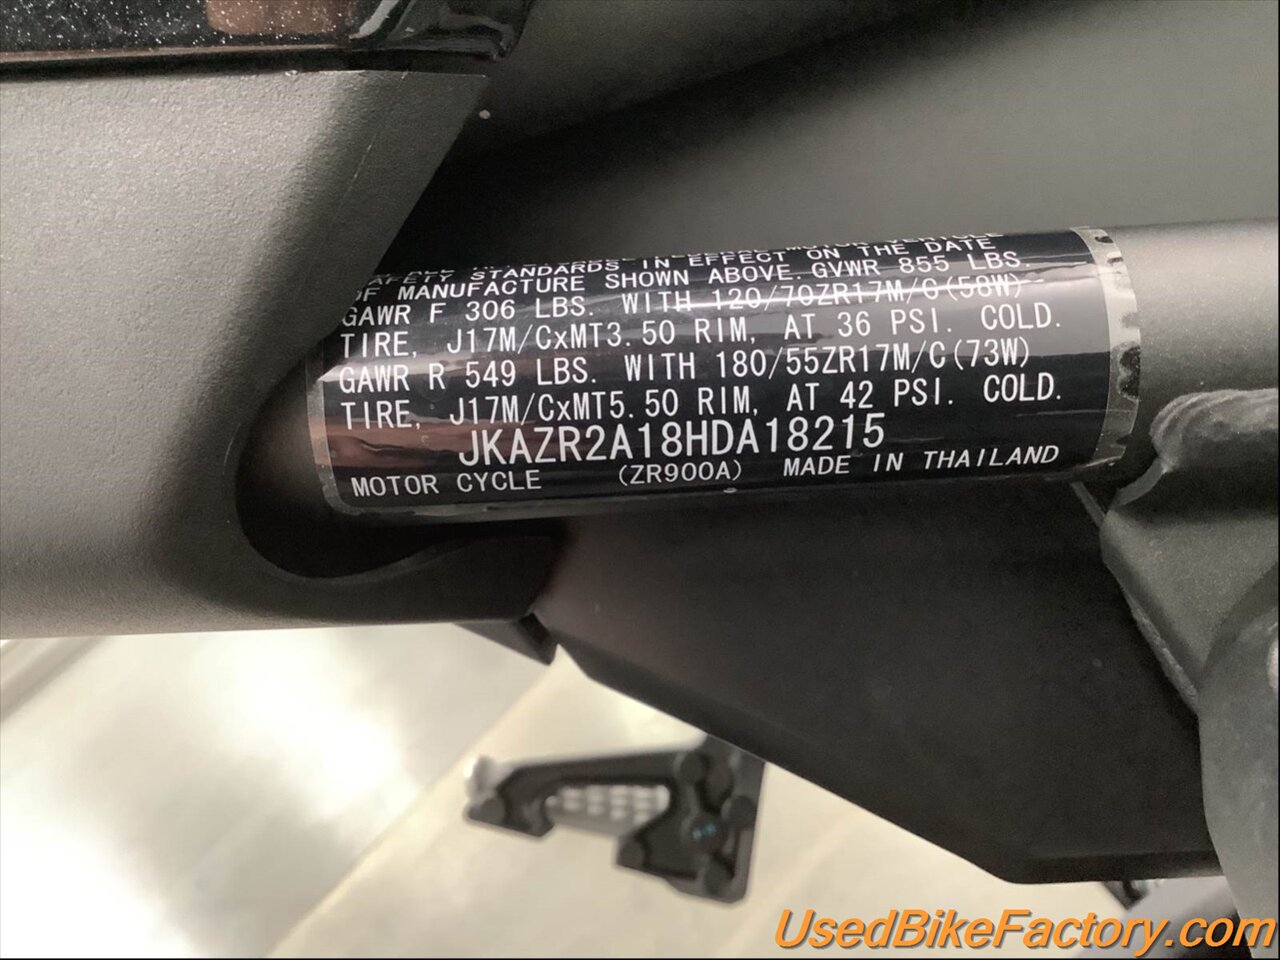 SAFETY STANDARDS IN EFFECT ON THE DATE
OF MANUFACTURE SHOWN ABOVE. GVWR 855 LBS.
GAWR F 306 LBS. WITH 120/70ZR17M/C(58W)
TIRE, J17M/CxMT3.50 RIM, AT 36 PSI. COLD.
GAWR R 549 LBS. WITH 180/55ZR17M/C(73W)
TIRE, J17M/CxMT5.50 RIM, AT 42 PSI. COLD.
JKAZR2A18HDA18215
MOTOR CYCLE (ZR900A) MADE IN THAILAND
UsedBikeFactory.com